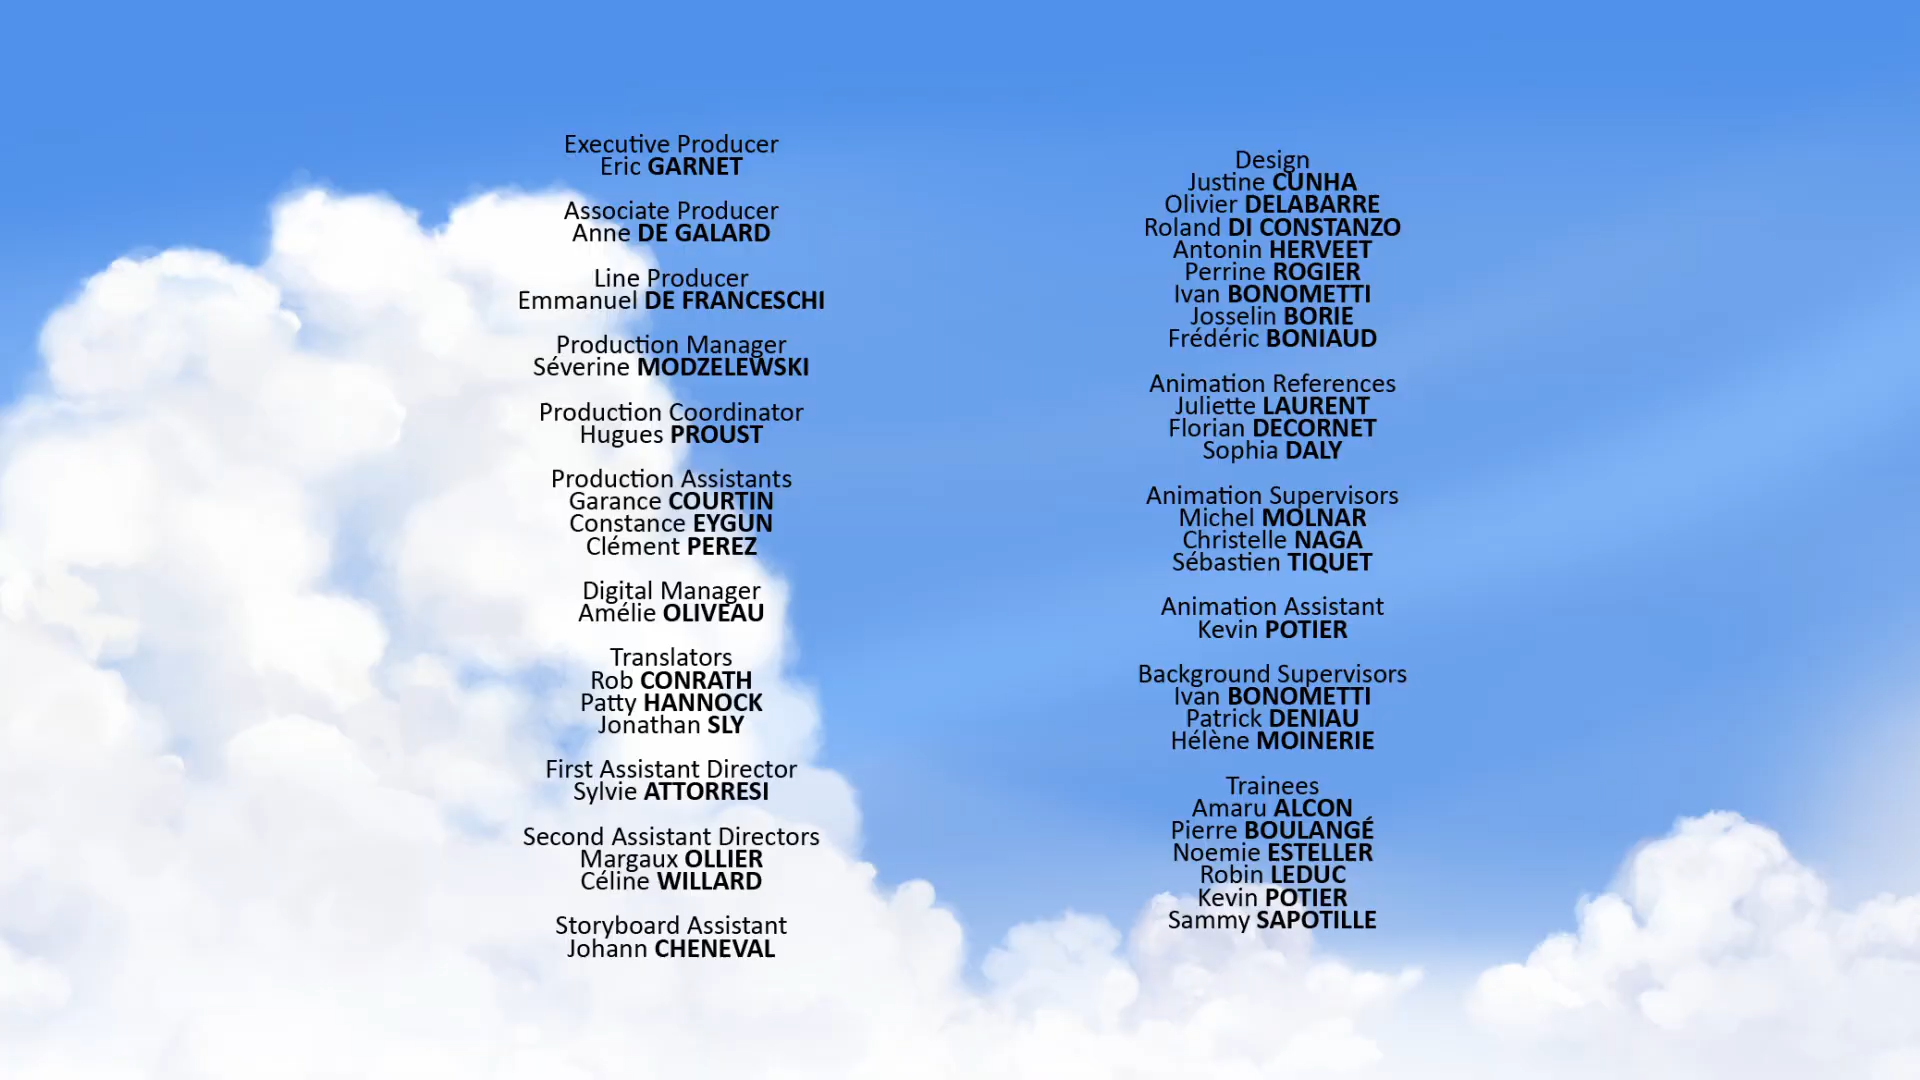 Executive Producer
Eric GARNET
Associate Producer
Anne DE GALARD
Line Producer
Emmanuel DE FRANCESCHI
Production Manager
Séverine MODZELEWSKI
Production Coordinator
Hugues PROUST
Production Assistants
Garance COURTIN
Constance EYGUN
Clément PEREZ
Digital Manager
Amélie OLIVEAU
Translators
Rob CONRATH
Patty HANNOCK
Jonathan SLY
First Assistant Director
Sylvie ATTORRESI
Second Assistant Directors
Margaux OLLIER
Céline WILLARD
Storyboard Assistant
Johann CHENEVAL
Design
Justine CUNHA
Olivier DELABARRE
Roland DI CONSTANZO
Antonin HERVEET
Perrine ROGIER
Ivan BONOMETTI
Josselin BORIE
Frédéric BONIAUD
Animation References
Juliette LAURENT
Florian DECORNET
Sophia DALY
Animation Supervisors
Michel MOLNAR
Christelle NAGA
Sébastien TIQUET
Animation Assistant
Kevin POTIER
Background Supervisors
Ivan BONOMETTI
Patrick DENIAU
Hélène MOINERIE
Trainees
Amaru ALCON
Pierre BOULANGÉ
Noemie ESTELLER
Robin LEDUC
Kevin POTIER
Sammy SAPOTILLE